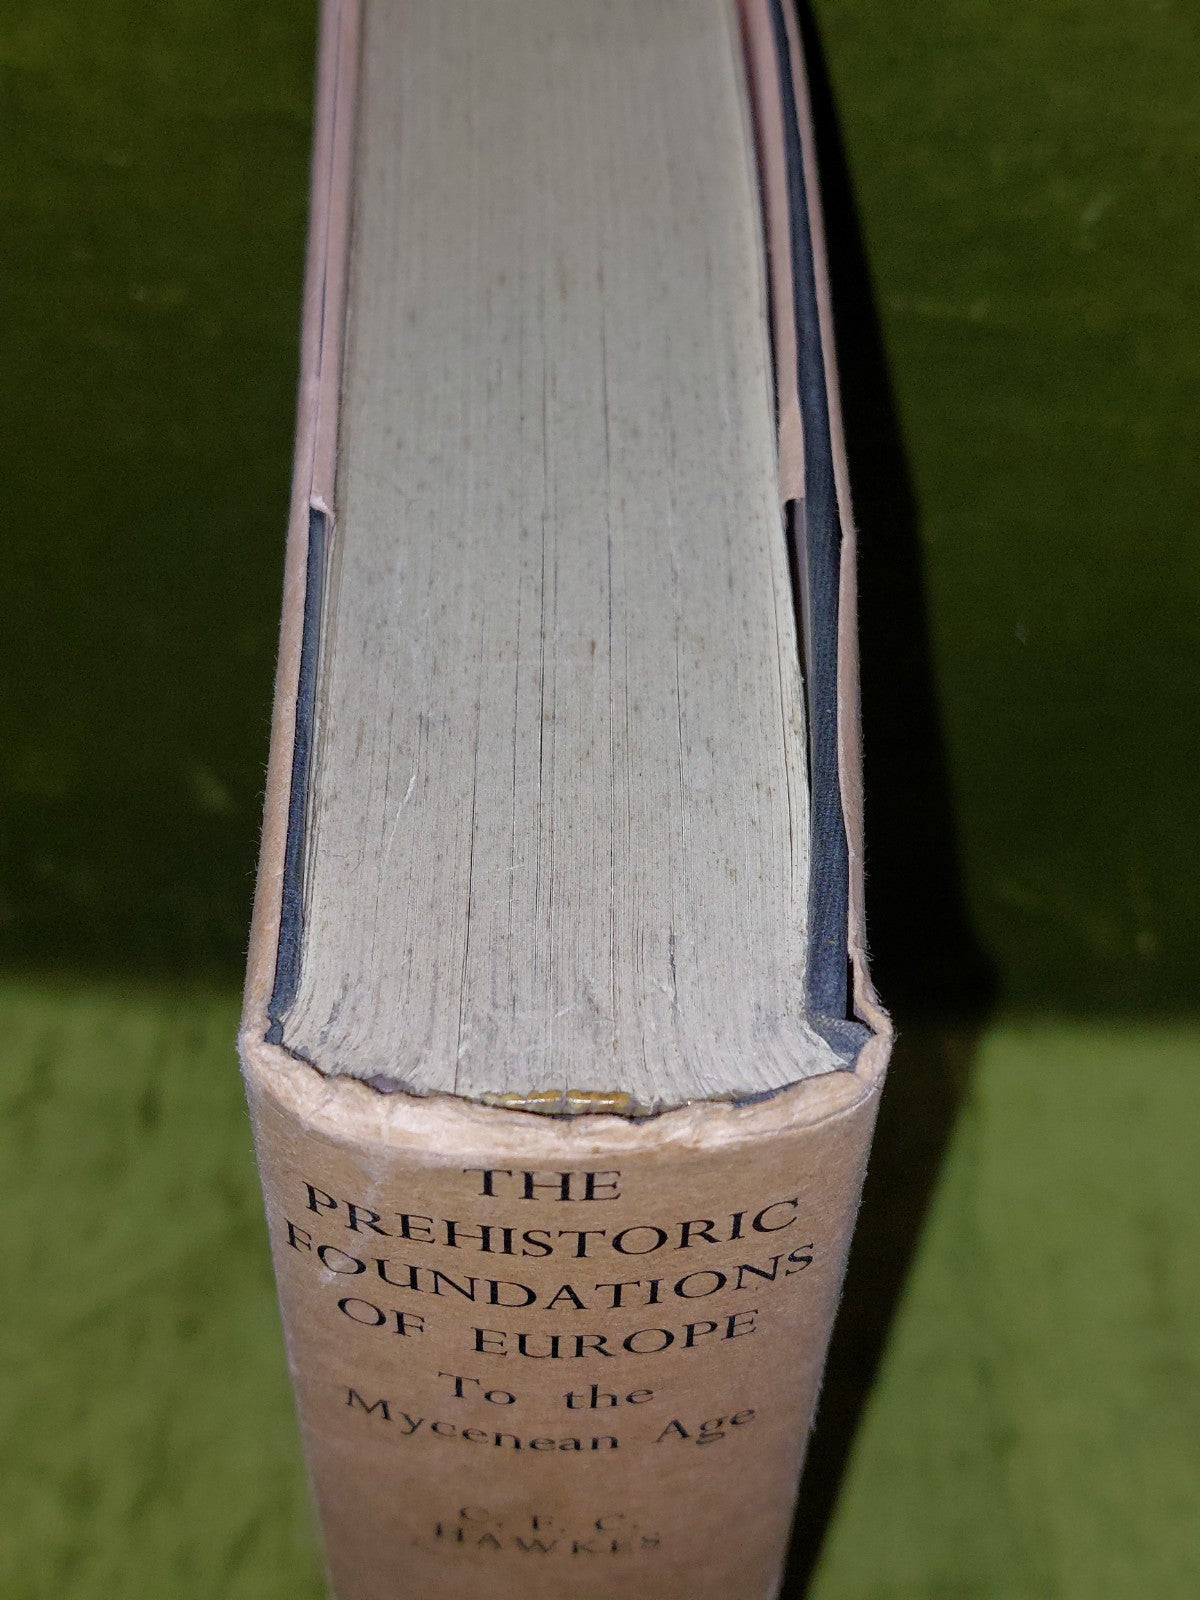 THE
PREHISTORIC
FOUNDATIONS
OF EUROPE
To the
Mycenean Age
C. F. C.
HAWKES